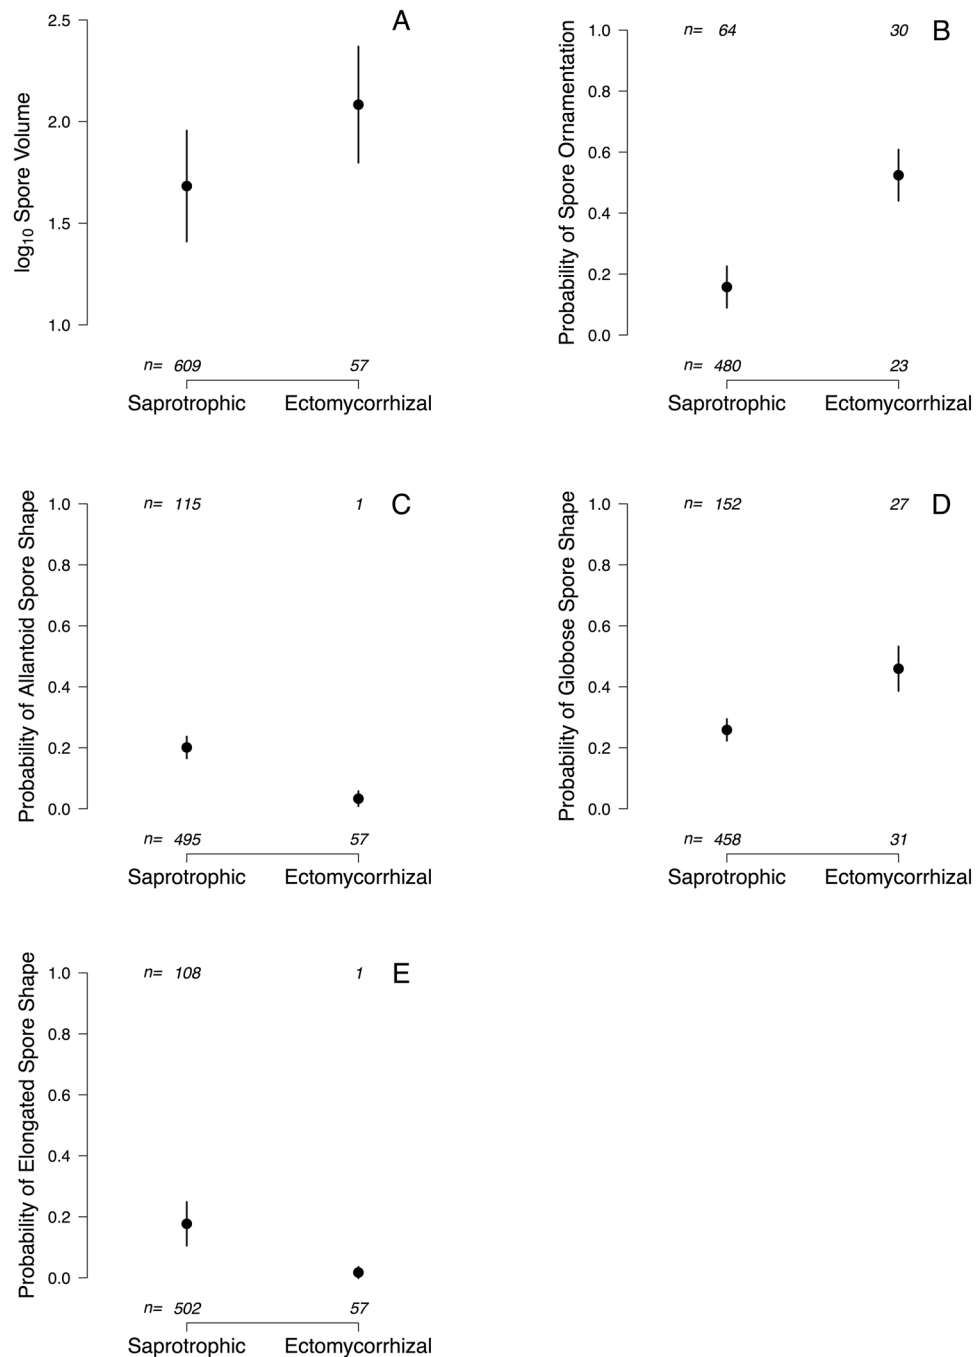 A
log10 Spore Volume
2.5
2.0
1.5
1.0
n= 609 57
Saprotrophic Ectomycorrhizal
B
Probability of Spore Ornamentation
n= 64 30
1.0
0.8
0.6
0.4
0.2
0.0
n= 480 23
Saprotrophic Ectomycorrhizal
C
Probability of Allantoid Spore Shape
n= 115 1
1.0
0.8
0.6
0.4
0.2
0.0
n= 495 57
Saprotrophic Ectomycorrhizal
D
Probability of Globose Spore Shape
n= 152 27
1.0
0.8
0.6
0.4
0.2
0.0
n= 458 31
Saprotrophic Ectomycorrhizal
E
Probability of Elongated Spore Shape
n= 108 1
1.0
0.8
0.6
0.4
0.2
0.0
n= 502 57
Saprotrophic Ectomycorrhizal